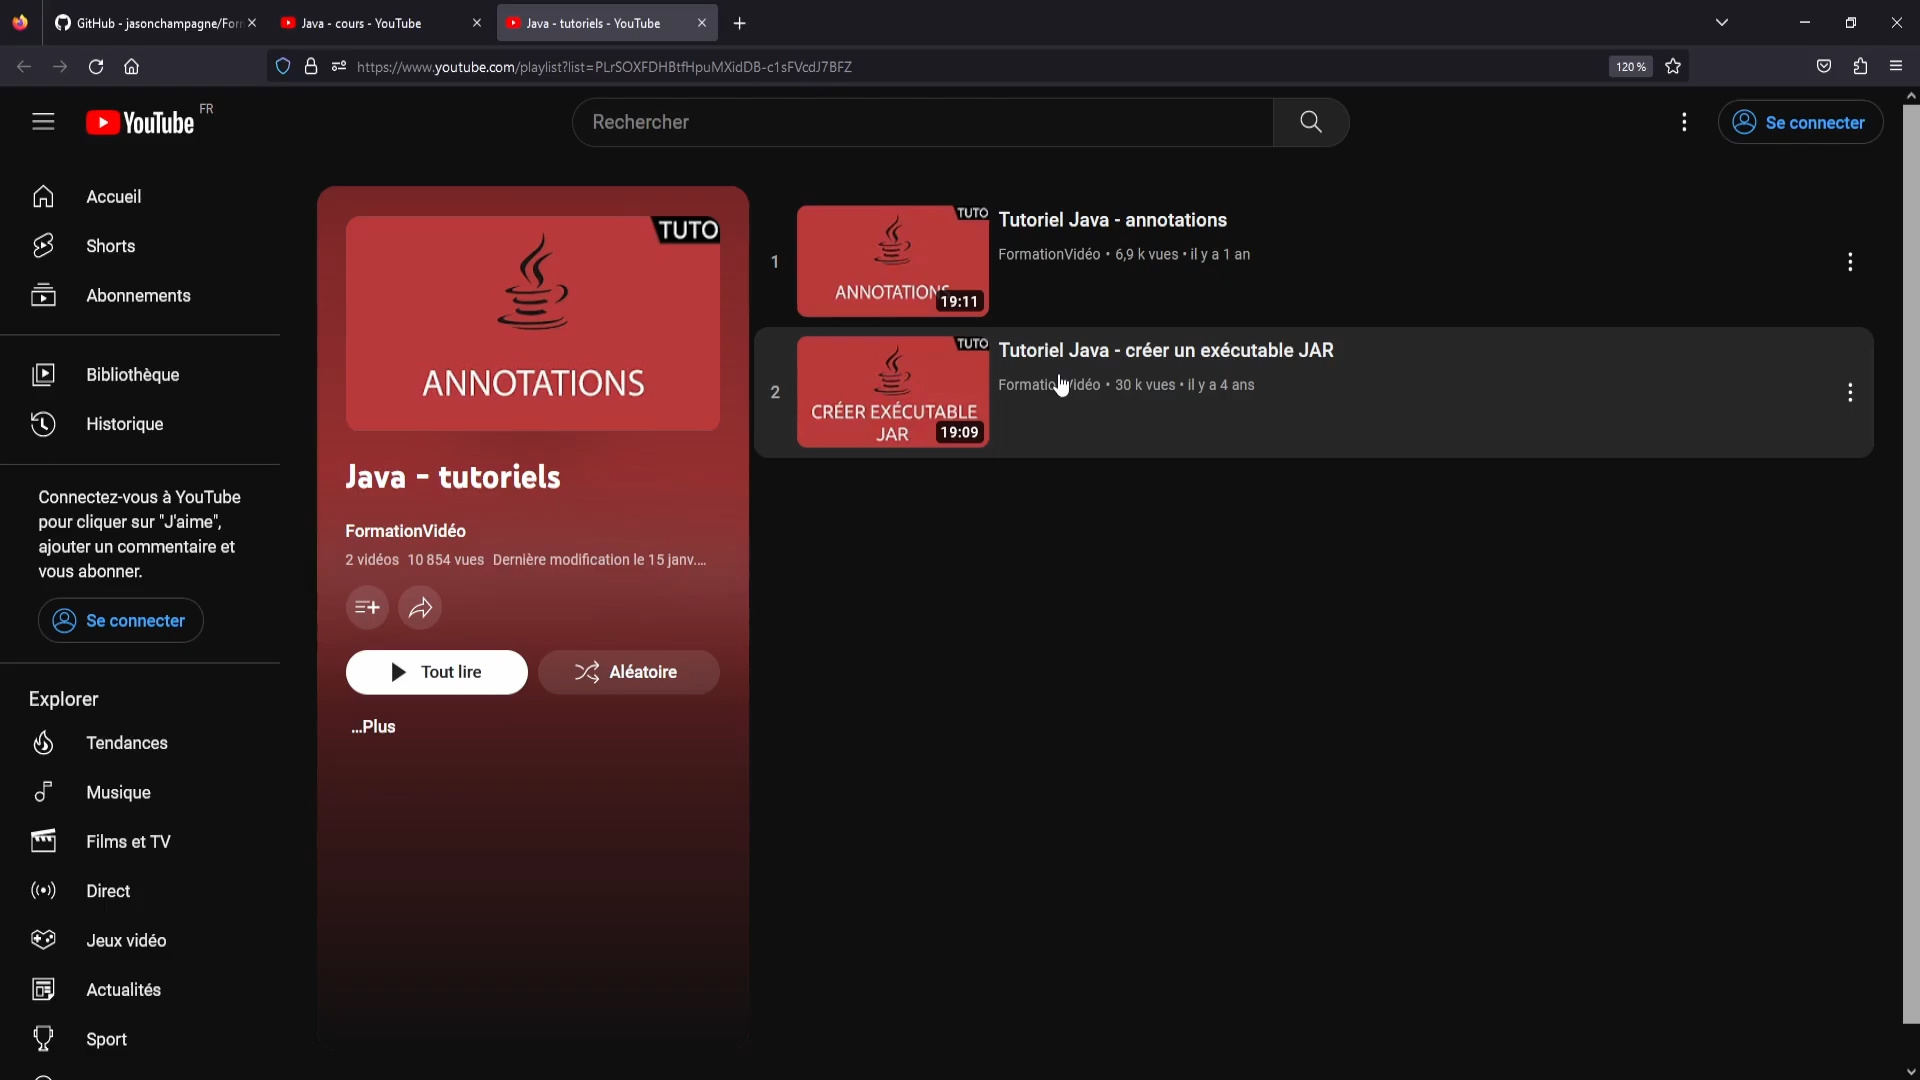 GitHub - jasonchampagne/For
Java - cours - YouTube
Java - tutoriels - YouTube
https://www.youtube.com/playlist?list=PLrSOXFDHBtfHpuMXidDB-c1sFVcdJ7BFZ
120 %
YouTube FR
Rechercher
Se connecter
Accueil
Shorts
Abonnements
Bibliothèque
Historique
Connectez-vous à YouTube
pour cliquer sur "J'aime",
ajouter un commentaire et
vous abonner.
Se connecter
Explorer
Tendances
Musique
Films et TV
Direct
Jeux vidéo
Actualités
Sport
TUTO
ANNOTATIONS
Java - tutoriels
FormationVidéo
2 vidéos 10 854 vues Dernière modification le 15 janv....
Tout lire
Aléatoire
...Plus
1
TUTO
ANNOTATIONS
19:11
Tutoriel Java - annotations
FormationVidéo • 6,9 k vues • il y a 1 an
2
TUTO
CRÉER EXÉCUTABLE
JAR
19:09
Tutoriel Java - créer un exécutable JAR
FormationVidéo • 30 k vues • il y a 4 ans